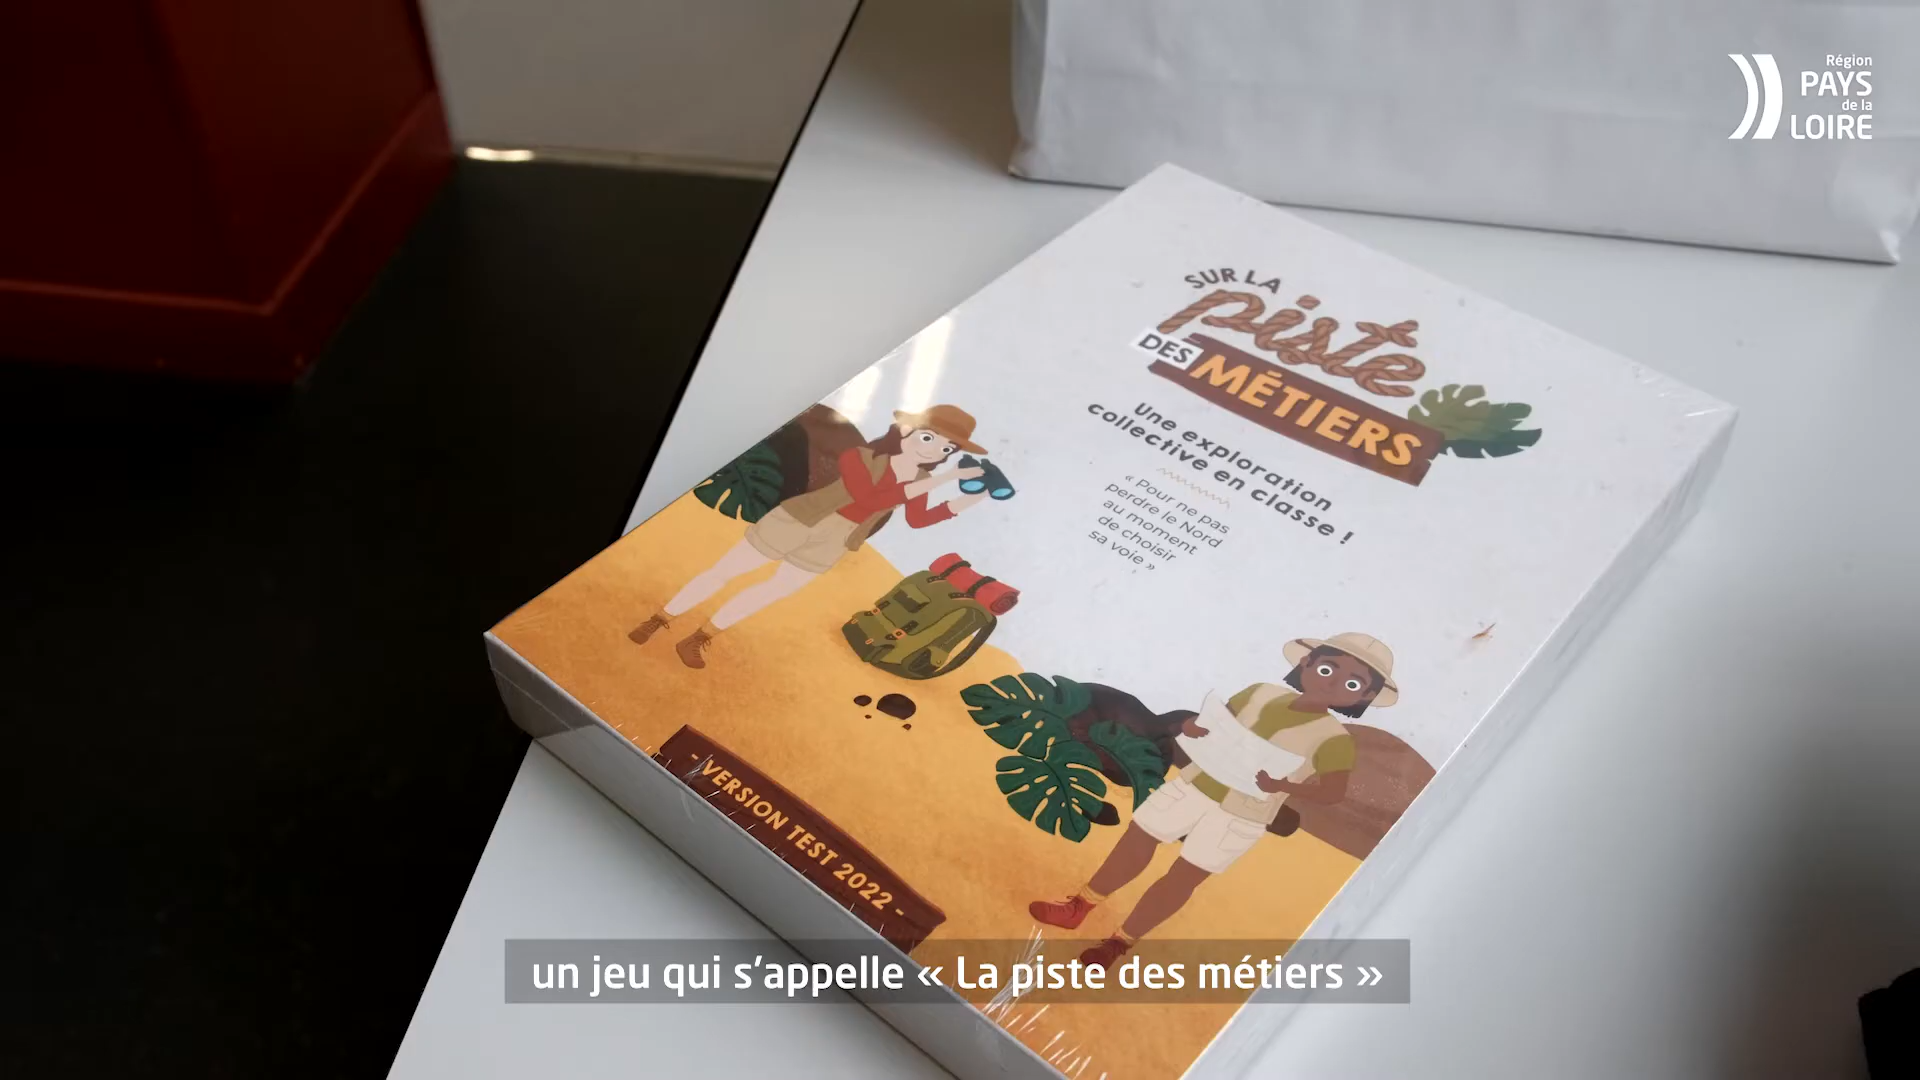 Région
PAYS
de la
LOIRE
SUR LA
piste
DES MÉTIERS
Une exploration
collective en classe !
« Pour ne pas
perdre le Nord
au moment
de choisir
sa voie »
- VERSION TEST 2022 -
un jeu qui s'appelle « La piste des métiers »